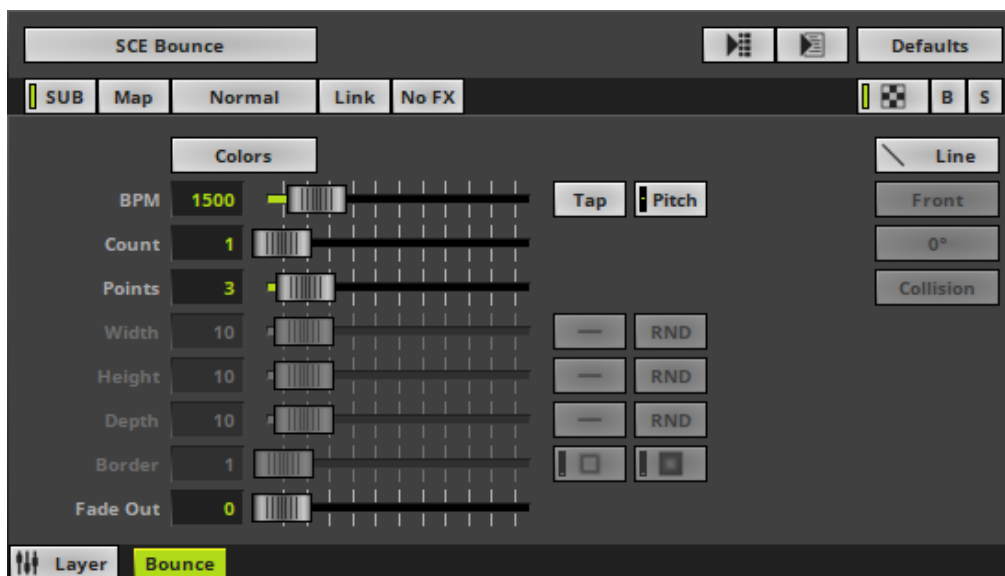 SCE Bounce Defaults
SUB Map Normal Link No FX B S
Colors Line
BPM 1500 Tap Pitch Front
Count 1 0°
Points 3 Collision
Width 10 RND
Height 10 RND
Depth 10 RND
Border 1
Fade Out 0
Layer Bounce